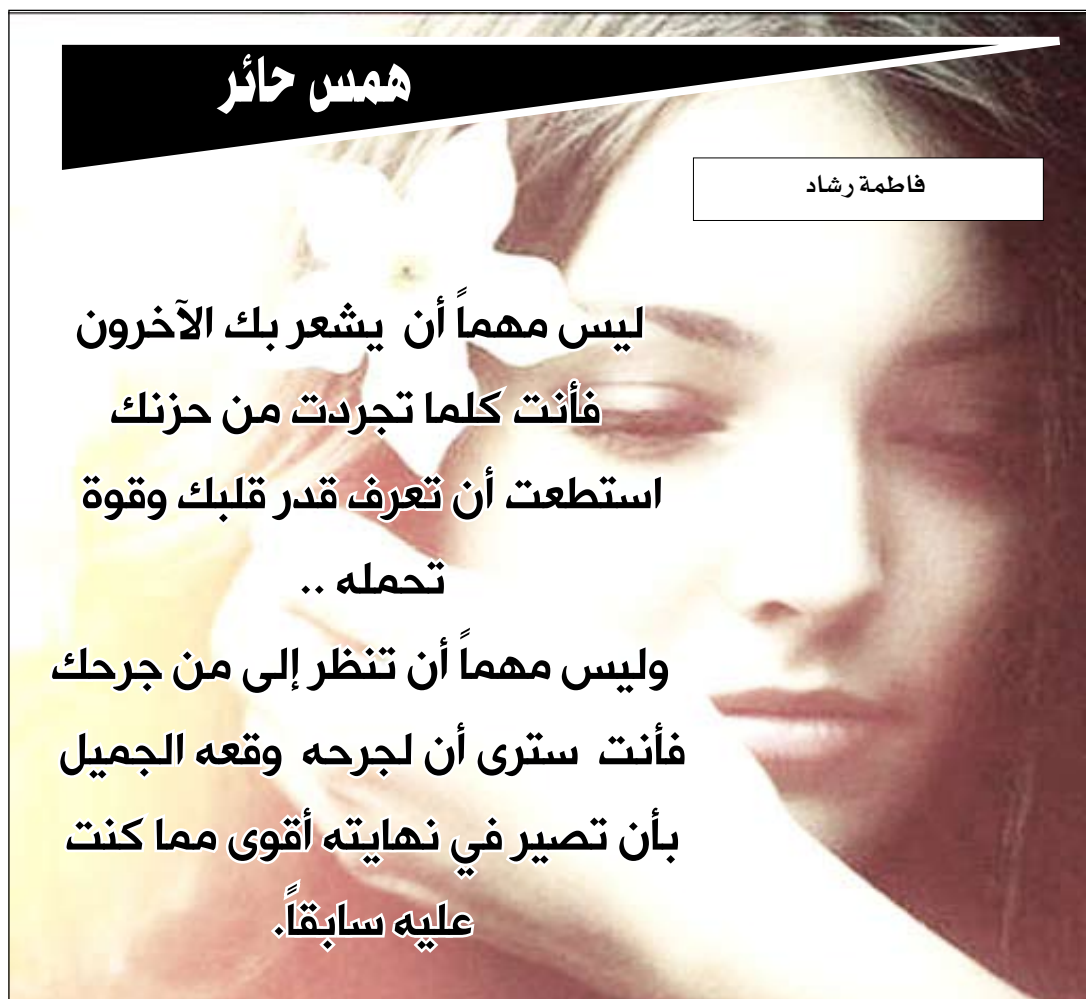 همس حائر
فاطمة رشاد
ليس مهماً أن يشعر بك الآخرون
فأنت كلما تجردت من حزنك
استطعت أن تعرف قدر قلبك وقوة
تحمله ..
وليس مهماً أن تنظر إلى من جرحك
فأنت سترى أن لجرحه وقعه الجميل
بأن تصير في نهايته أقوى مما كنت
عليه سابقاً.